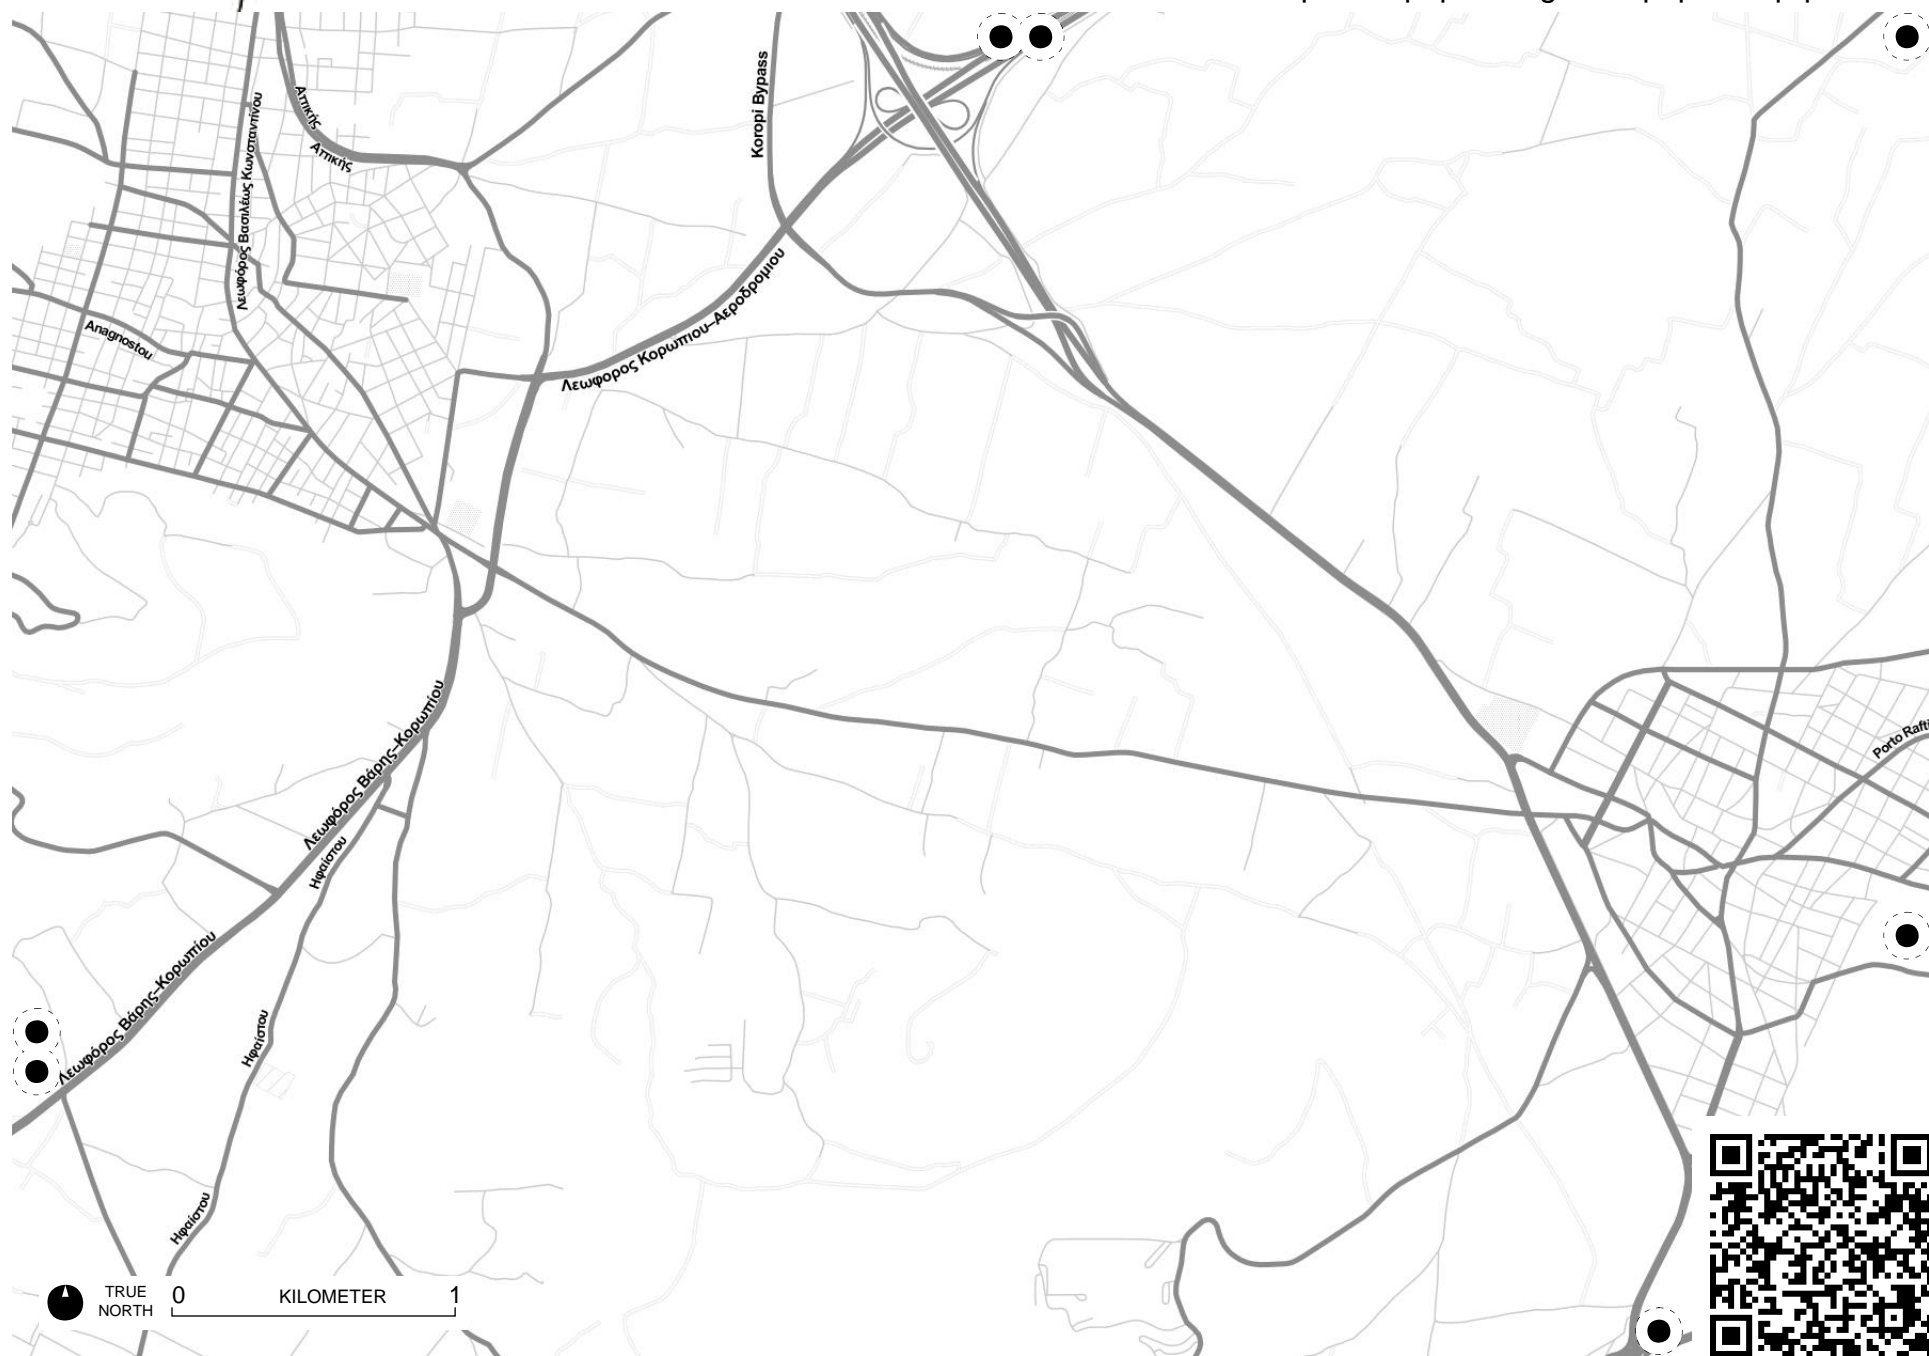 Αττικής
Αττικής
Λεωφόρος Βασιλέως Κωνσταντίνου
Koropi Bypass
Λεωφορος Κορωπιου–Αεροδρομιου
Anagnostou
Λεωφόρος Βάρης–Κορωπίου
Ηφαίστου
Porto Rafti
Λεωφόρος Βάρης–Κορωπίου
Ηφαίστου
Ηφαίστου
TRUE NORTH
0 KILOMETER 1